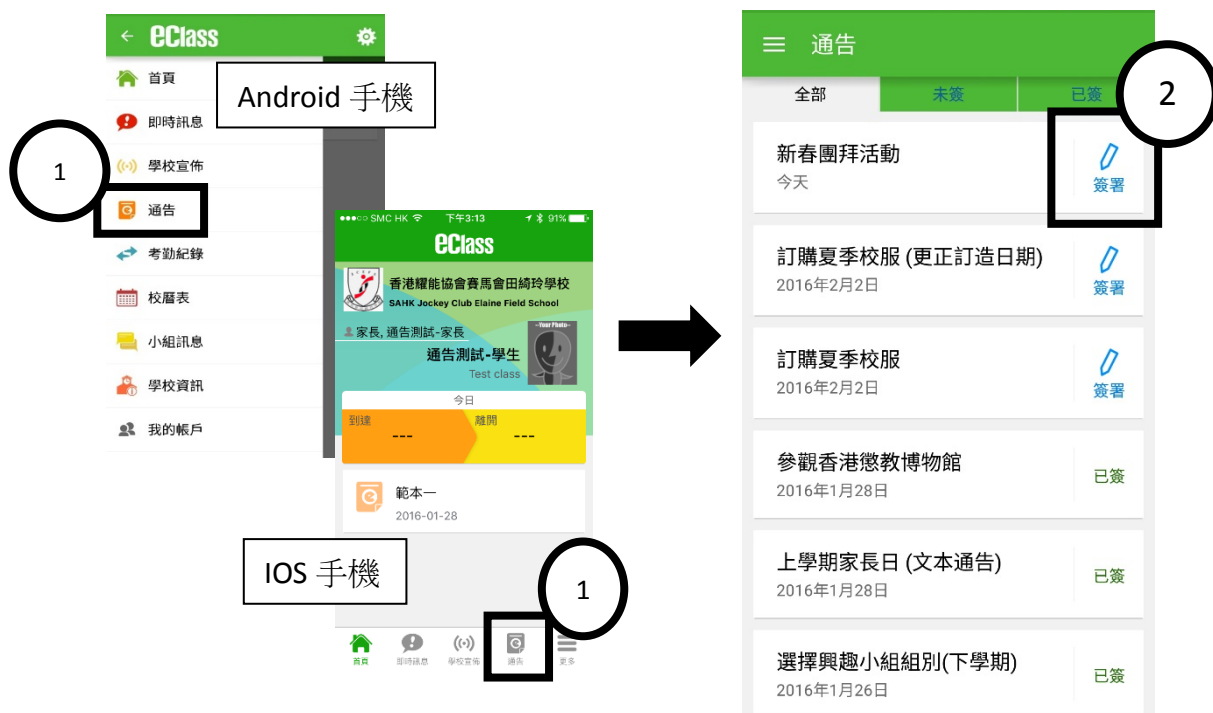 eClass
首頁
Android 手機
即時訊息
學校宣佈
1
通告
考勤紀錄
校曆表
小組訊息
學校資訊
我的帳戶
SMC HK 下午3:13 91%
eClass
香港耀能協會賽馬會田綺玲學校
SAHK Jockey Club Elaine Field School
家長, 通告測試-家長
--Your Photo--
通告測試-學生
Test class
今日
到達 離開
--- ---
範本一
2016-01-28
IOS 手機
1
首頁 即時訊息 學校宣佈 通告 更多
通告
全部 未簽 已簽
2
新春團拜活動
今天
簽署
訂購夏季校服 (更正訂造日期)
2016年2月2日
簽署
訂購夏季校服
2016年2月2日
簽署
參觀香港懲教博物館
2016年1月28日
已簽
上學期家長日 (文本通告)
2016年1月28日
已簽
選擇興趣小組組別(下學期)
2016年1月26日
已簽